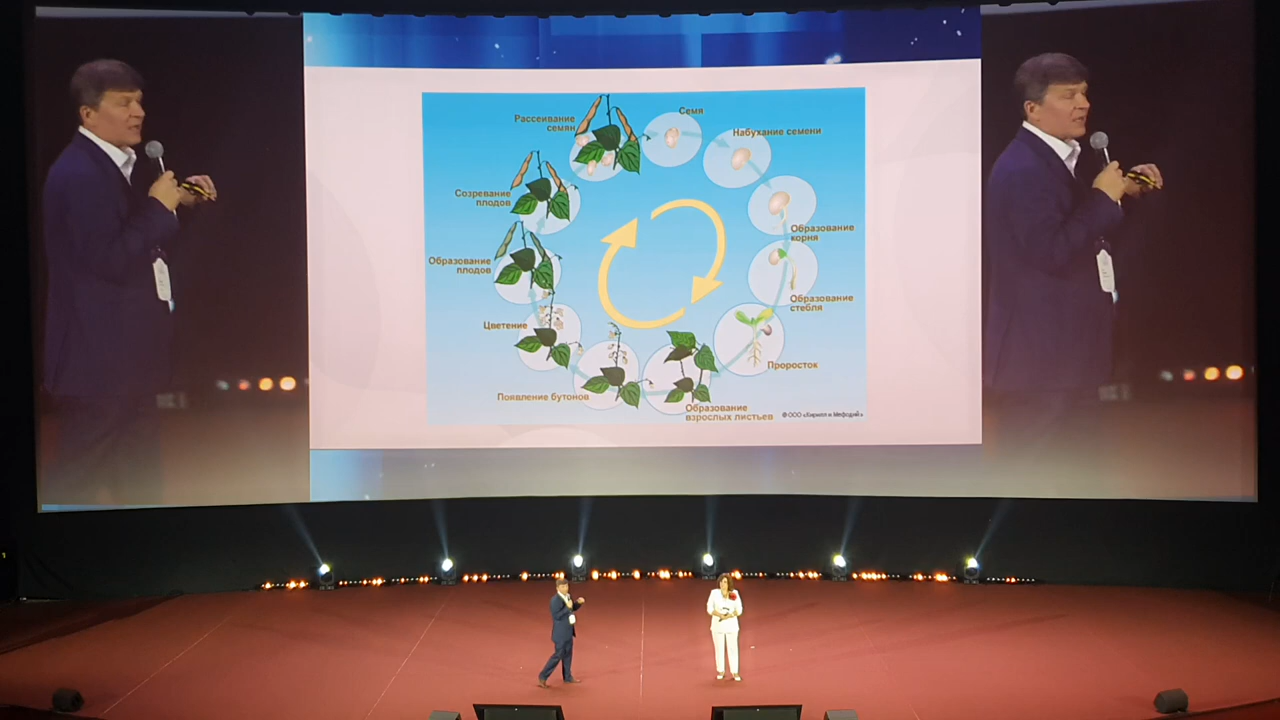 Семя
Набухание семени
Образование
корня
Образование
стебля
Проросток
Образование
взрослых листьев
Появление бутонов
Цветение
Образование
плодов
Созревание
плодов
Рассеивание
семян
© ООО «Кирилл и Мефодий»